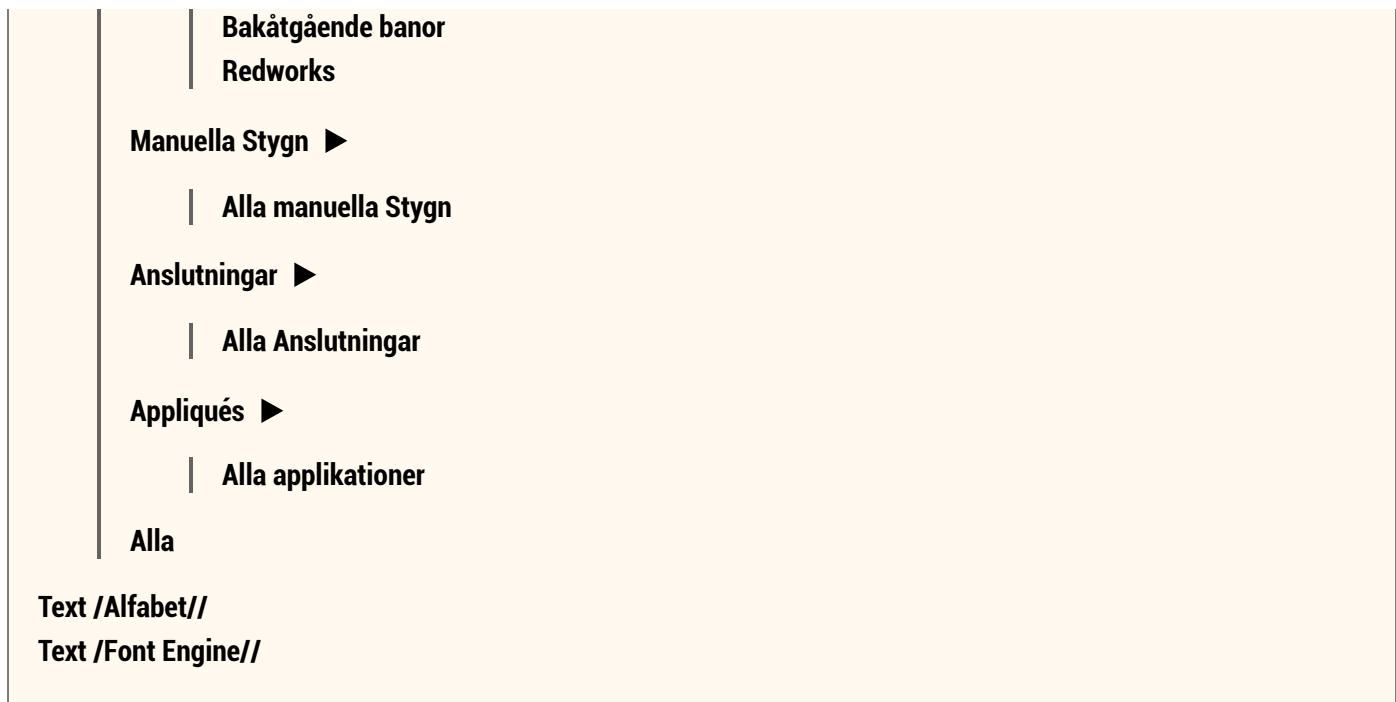 Bakåtgående banor
Redworks
Manuella Stygn ▶
Alla manuella Stygn
Anslutningar ▶
Alla Anslutningar
Appliqués ▶
Alla applikationer
Alla
Text /Alfabet//
Text /Font Engine//